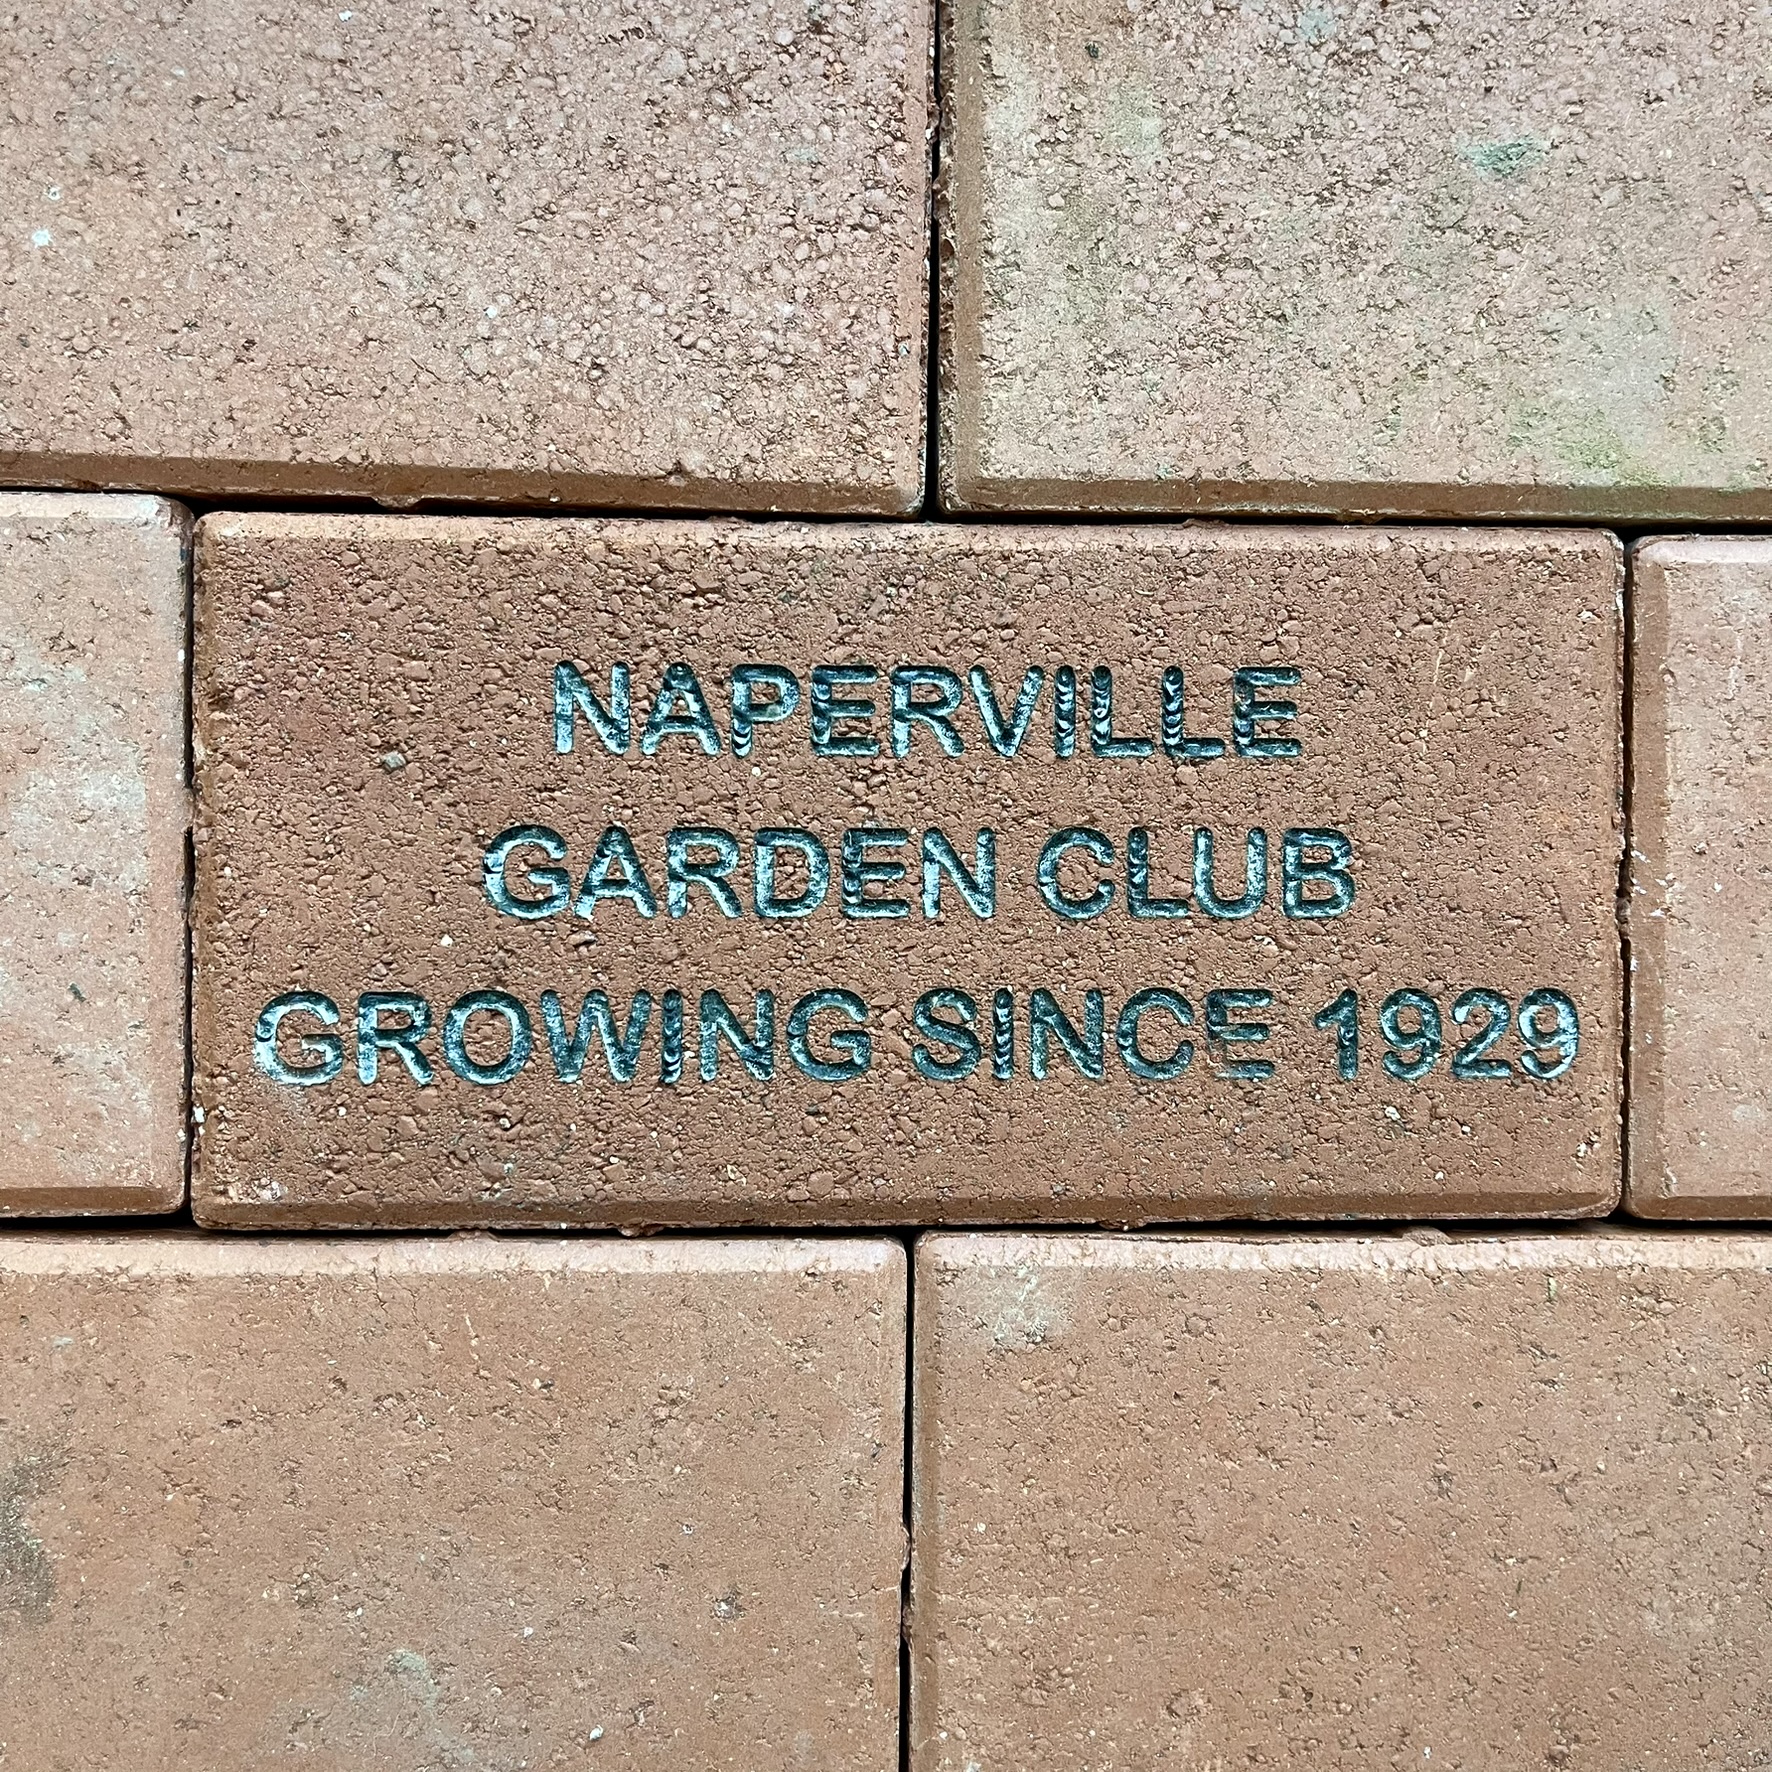 NAPERVILLE
GARDEN CLUB
GROWING SINCE 1929